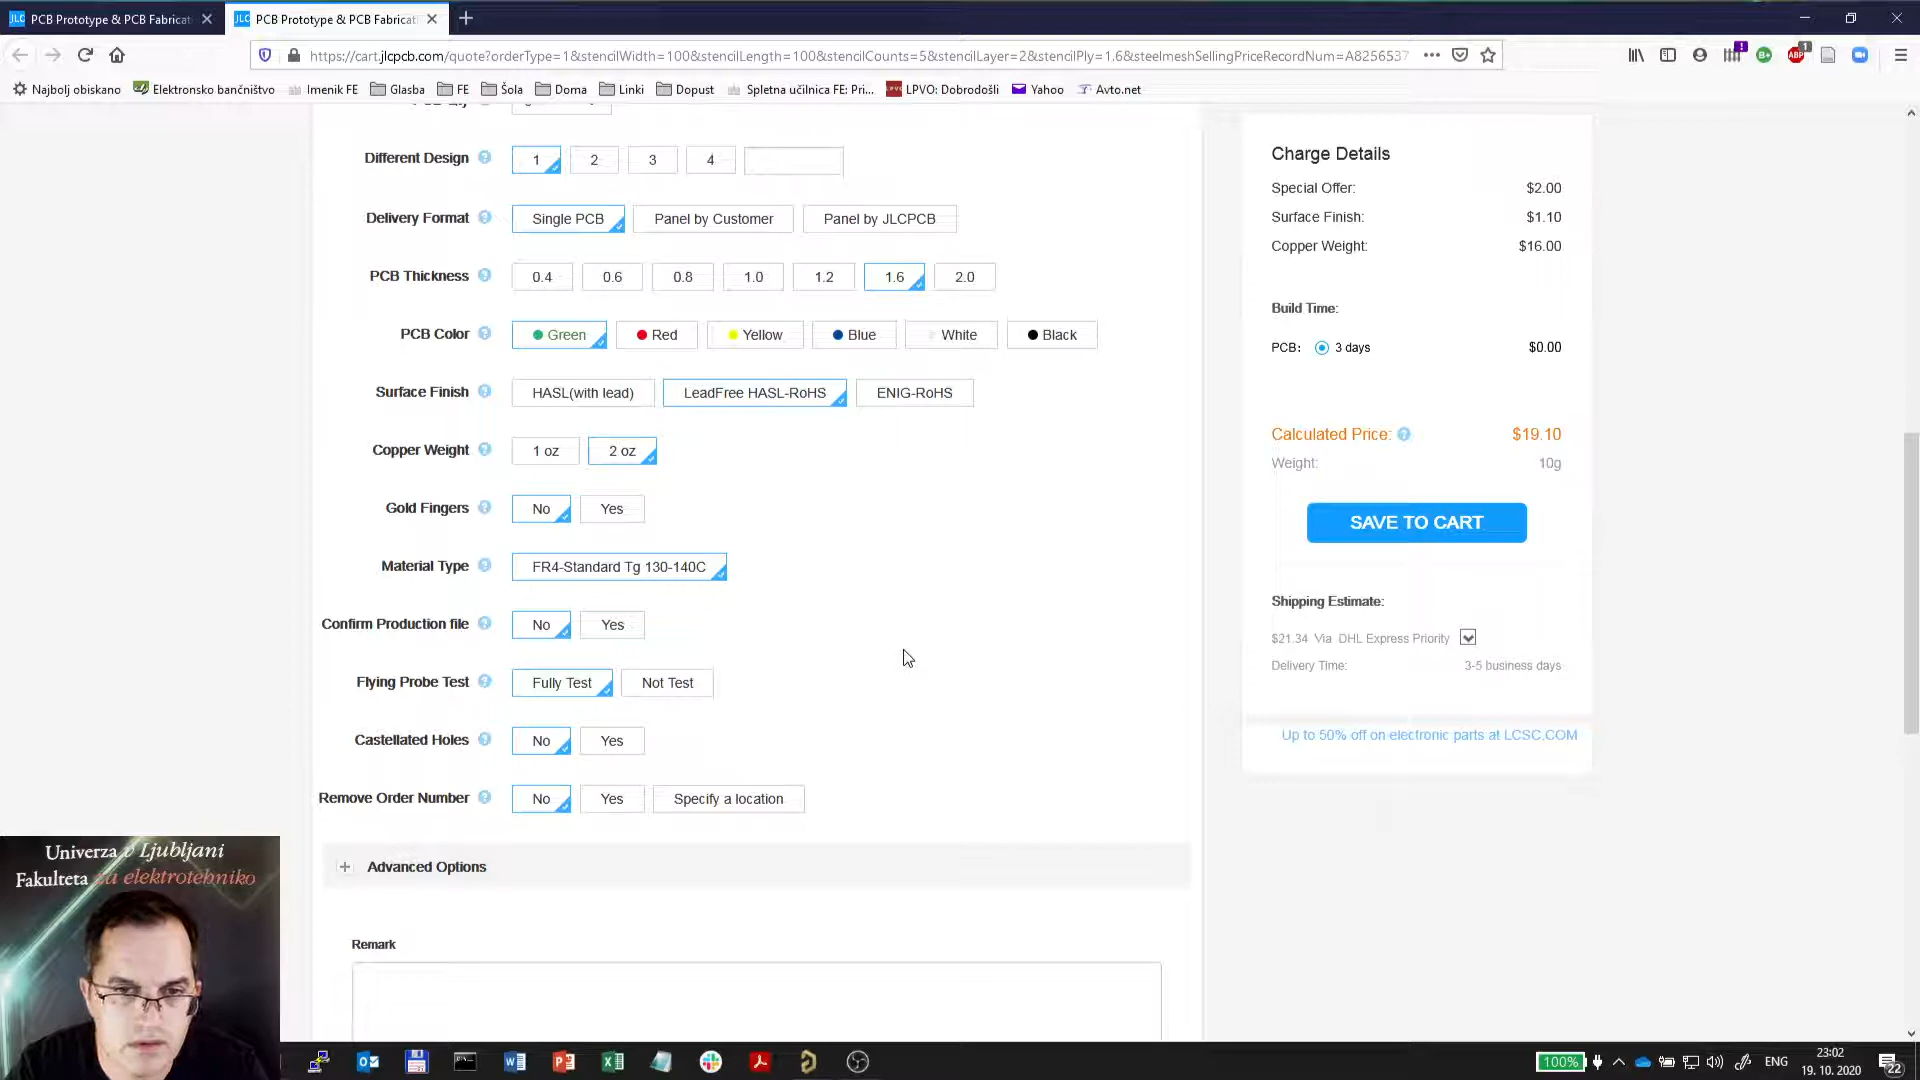 PCB Prototype & PCB Fabricati
PCB Prototype & PCB Fabricati
https://cart.jlcpcb.com/quote?orderType=1&stencilWidth=100&stencilLength=100&stencilCounts=5&stencilLayer=2&stencilPly=1.6&steelmeshSellingPriceRecordNum=A8256537
Najbolj obiskano
Elektronsko bančništvo
Imenik FE
Glasba
FE
Šola
Doma
Linki
Dopust
Spletna učilnica FE: Pri...
LPVO: Dobrodošli
Yahoo
Avto.net
Different Design
1
2
3
4
Delivery Format
Single PCB
Panel by Customer
Panel by JLCPCB
PCB Thickness
0.4
0.6
0.8
1.0
1.2
1.6
2.0
PCB Color
Green
Red
Yellow
Blue
White
Black
Surface Finish
HASL(with lead)
LeadFree HASL-RoHS
ENIG-RoHS
Copper Weight
1 oz
2 oz
Gold Fingers
No
Yes
Material Type
FR4-Standard Tg 130-140C
Confirm Production file
No
Yes
Flying Probe Test
Fully Test
Not Test
Castellated Holes
No
Yes
Remove Order Number
No
Yes
Specify a location
Advanced Options
Remark
Charge Details
Special Offer: $2.00
Surface Finish: $1.10
Copper Weight: $16.00
Build Time:
PCB: 3 days $0.00
Calculated Price: $19.10
Weight: 10g
SAVE TO CART
Shipping Estimate:
$21.34 Via DHL Express Priority
Delivery Time: 3-5 business days
Up to 50% off on electronic parts at LCSC.COM
Univerza v Ljubljani
Fakulteta za elektrotehniko
100%
ENG
23:02
19. 10. 2020
22